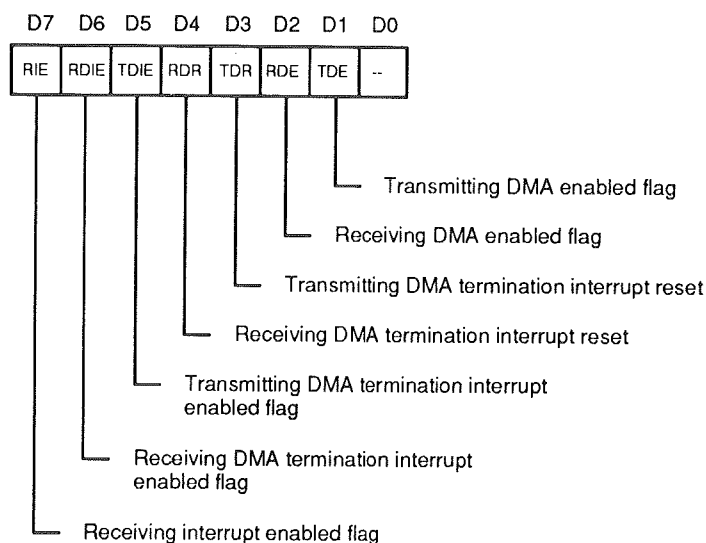 D7 D6 D5 D4 D3 D2 D1 D0
RIE RDIE TDIE RDR TDR RDE TDE --
Transmitting DMA enabled flag
Receiving DMA enabled flag
Transmitting DMA termination interrupt reset
Receiving DMA termination interrupt reset
Transmitting DMA termination interrupt
enabled flag
Receiving DMA termination interrupt
enabled flag
Receiving interrupt enabled flag